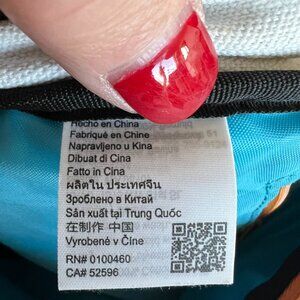 Hecho en China
Fabriqué en Chine
Napravljeno u Kina
Dibuat di Cina
Fatto in Cina
ผลิตใน ประเทศจีน
Зроблено в Китай
Sản xuất tại Trung Quốc
在制作 中国
Vyrobené v Číne
RN# 0100460
CA# 52596